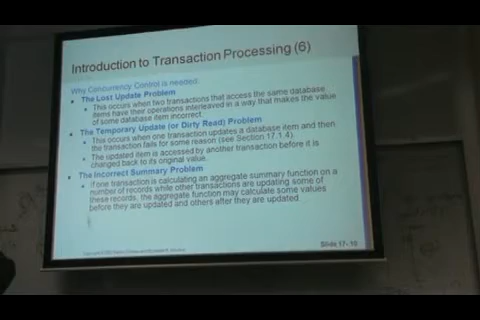 Introduction to Transaction Processing (6)
Why Concurrency Control is needed:
The Lost Update Problem
This occurs when two transactions that access the same database
items have their operations interleaved in a way that makes the value
of some database item incorrect.
The Temporary Update (or Dirty Read) Problem
This occurs when one transaction updates a database item and then
the transaction fails for some reason (see Section 17.1.4).
The updated item is accessed by another transaction before it is
changed back to its original value.
The Incorrect Summary Problem
If one transaction is calculating an aggregate summary function on a
number of records while other transactions are updating some of
these records, the aggregate function may calculate some values
before they are updated and others after they are updated.
Slide 17- 10